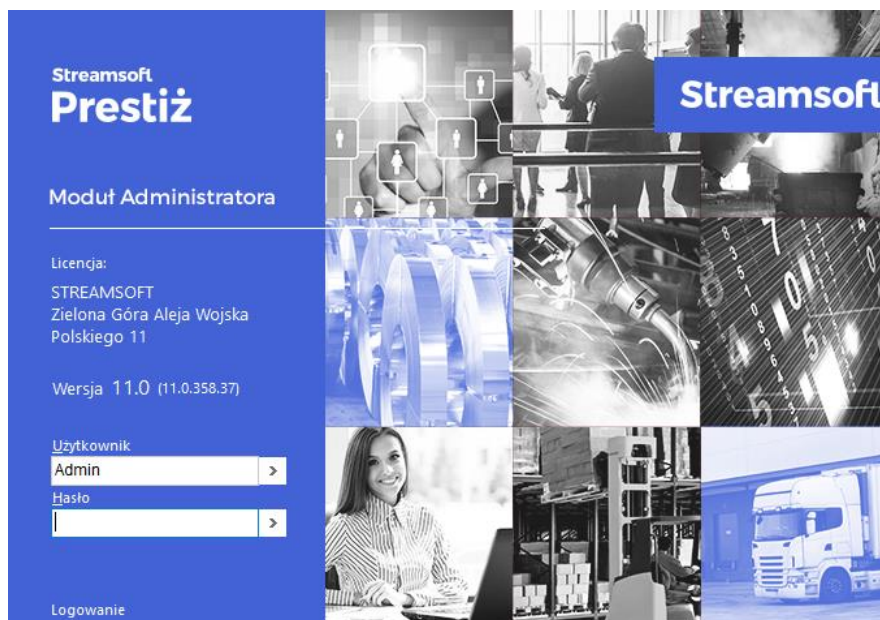 Streamsoft
Prestiż
Streamsoft
Moduł Administratora
Licencja:
STREAMSOFT
Zielona Góra Aleja Wojska
Polskiego 11
Wersja 11.0 (11.0.358.37)
Użytkownik
Admin
Hasło
Logowanie